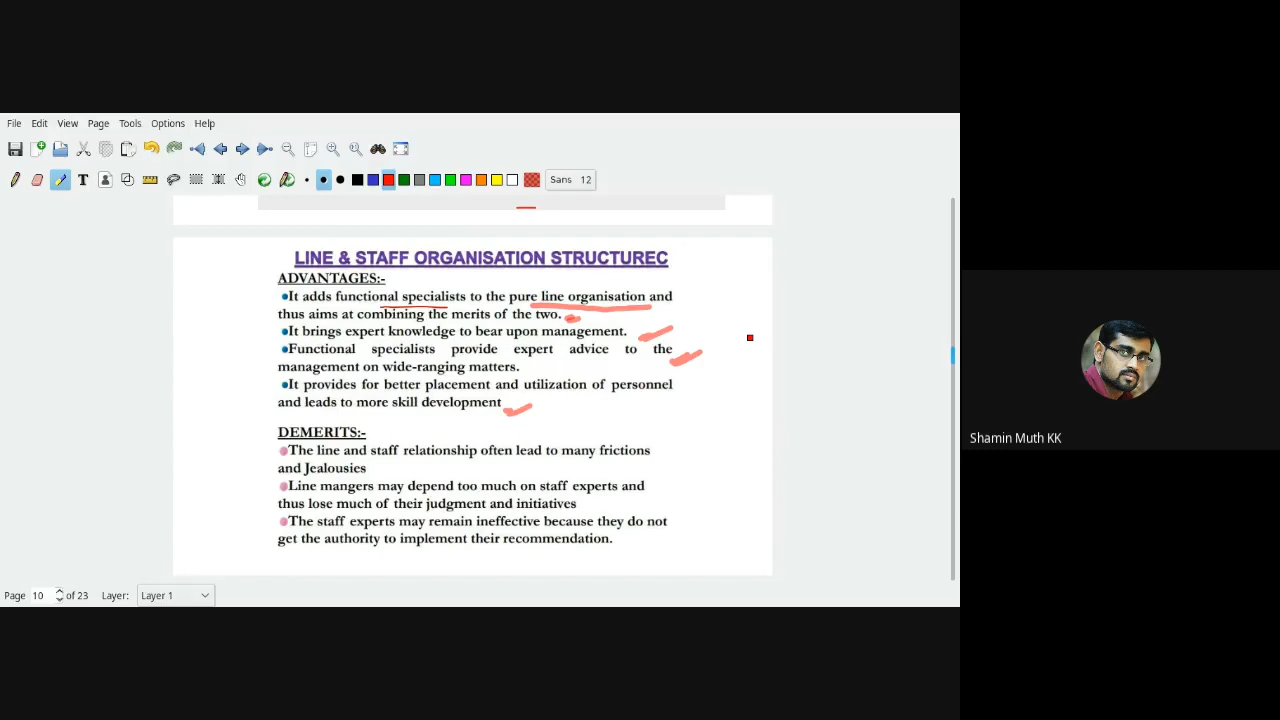 File Edit View Page Tools Options Help
Sans 12
LINE & STAFF ORGANISATION STRUCTUREC
ADVANTAGES:-
It adds functional specialists to the pure line organisation and
thus aims at combining the merits of the two.
It brings expert knowledge to bear upon management.
Functional specialists provide expert advice to the
management on wide-ranging matters.
It provides for better placement and utilization of personnel
and leads to more skill development
DEMERITS:-
The line and staff relationship often lead to many frictions
and Jealousies
Line mangers may depend too much on staff experts and
thus lose much of their judgment and initiatives
The staff experts may remain ineffective because they do not
get the authority to implement their recommendation.
Page 10 of 23 Layer: Layer 1
Shamin Muth KK